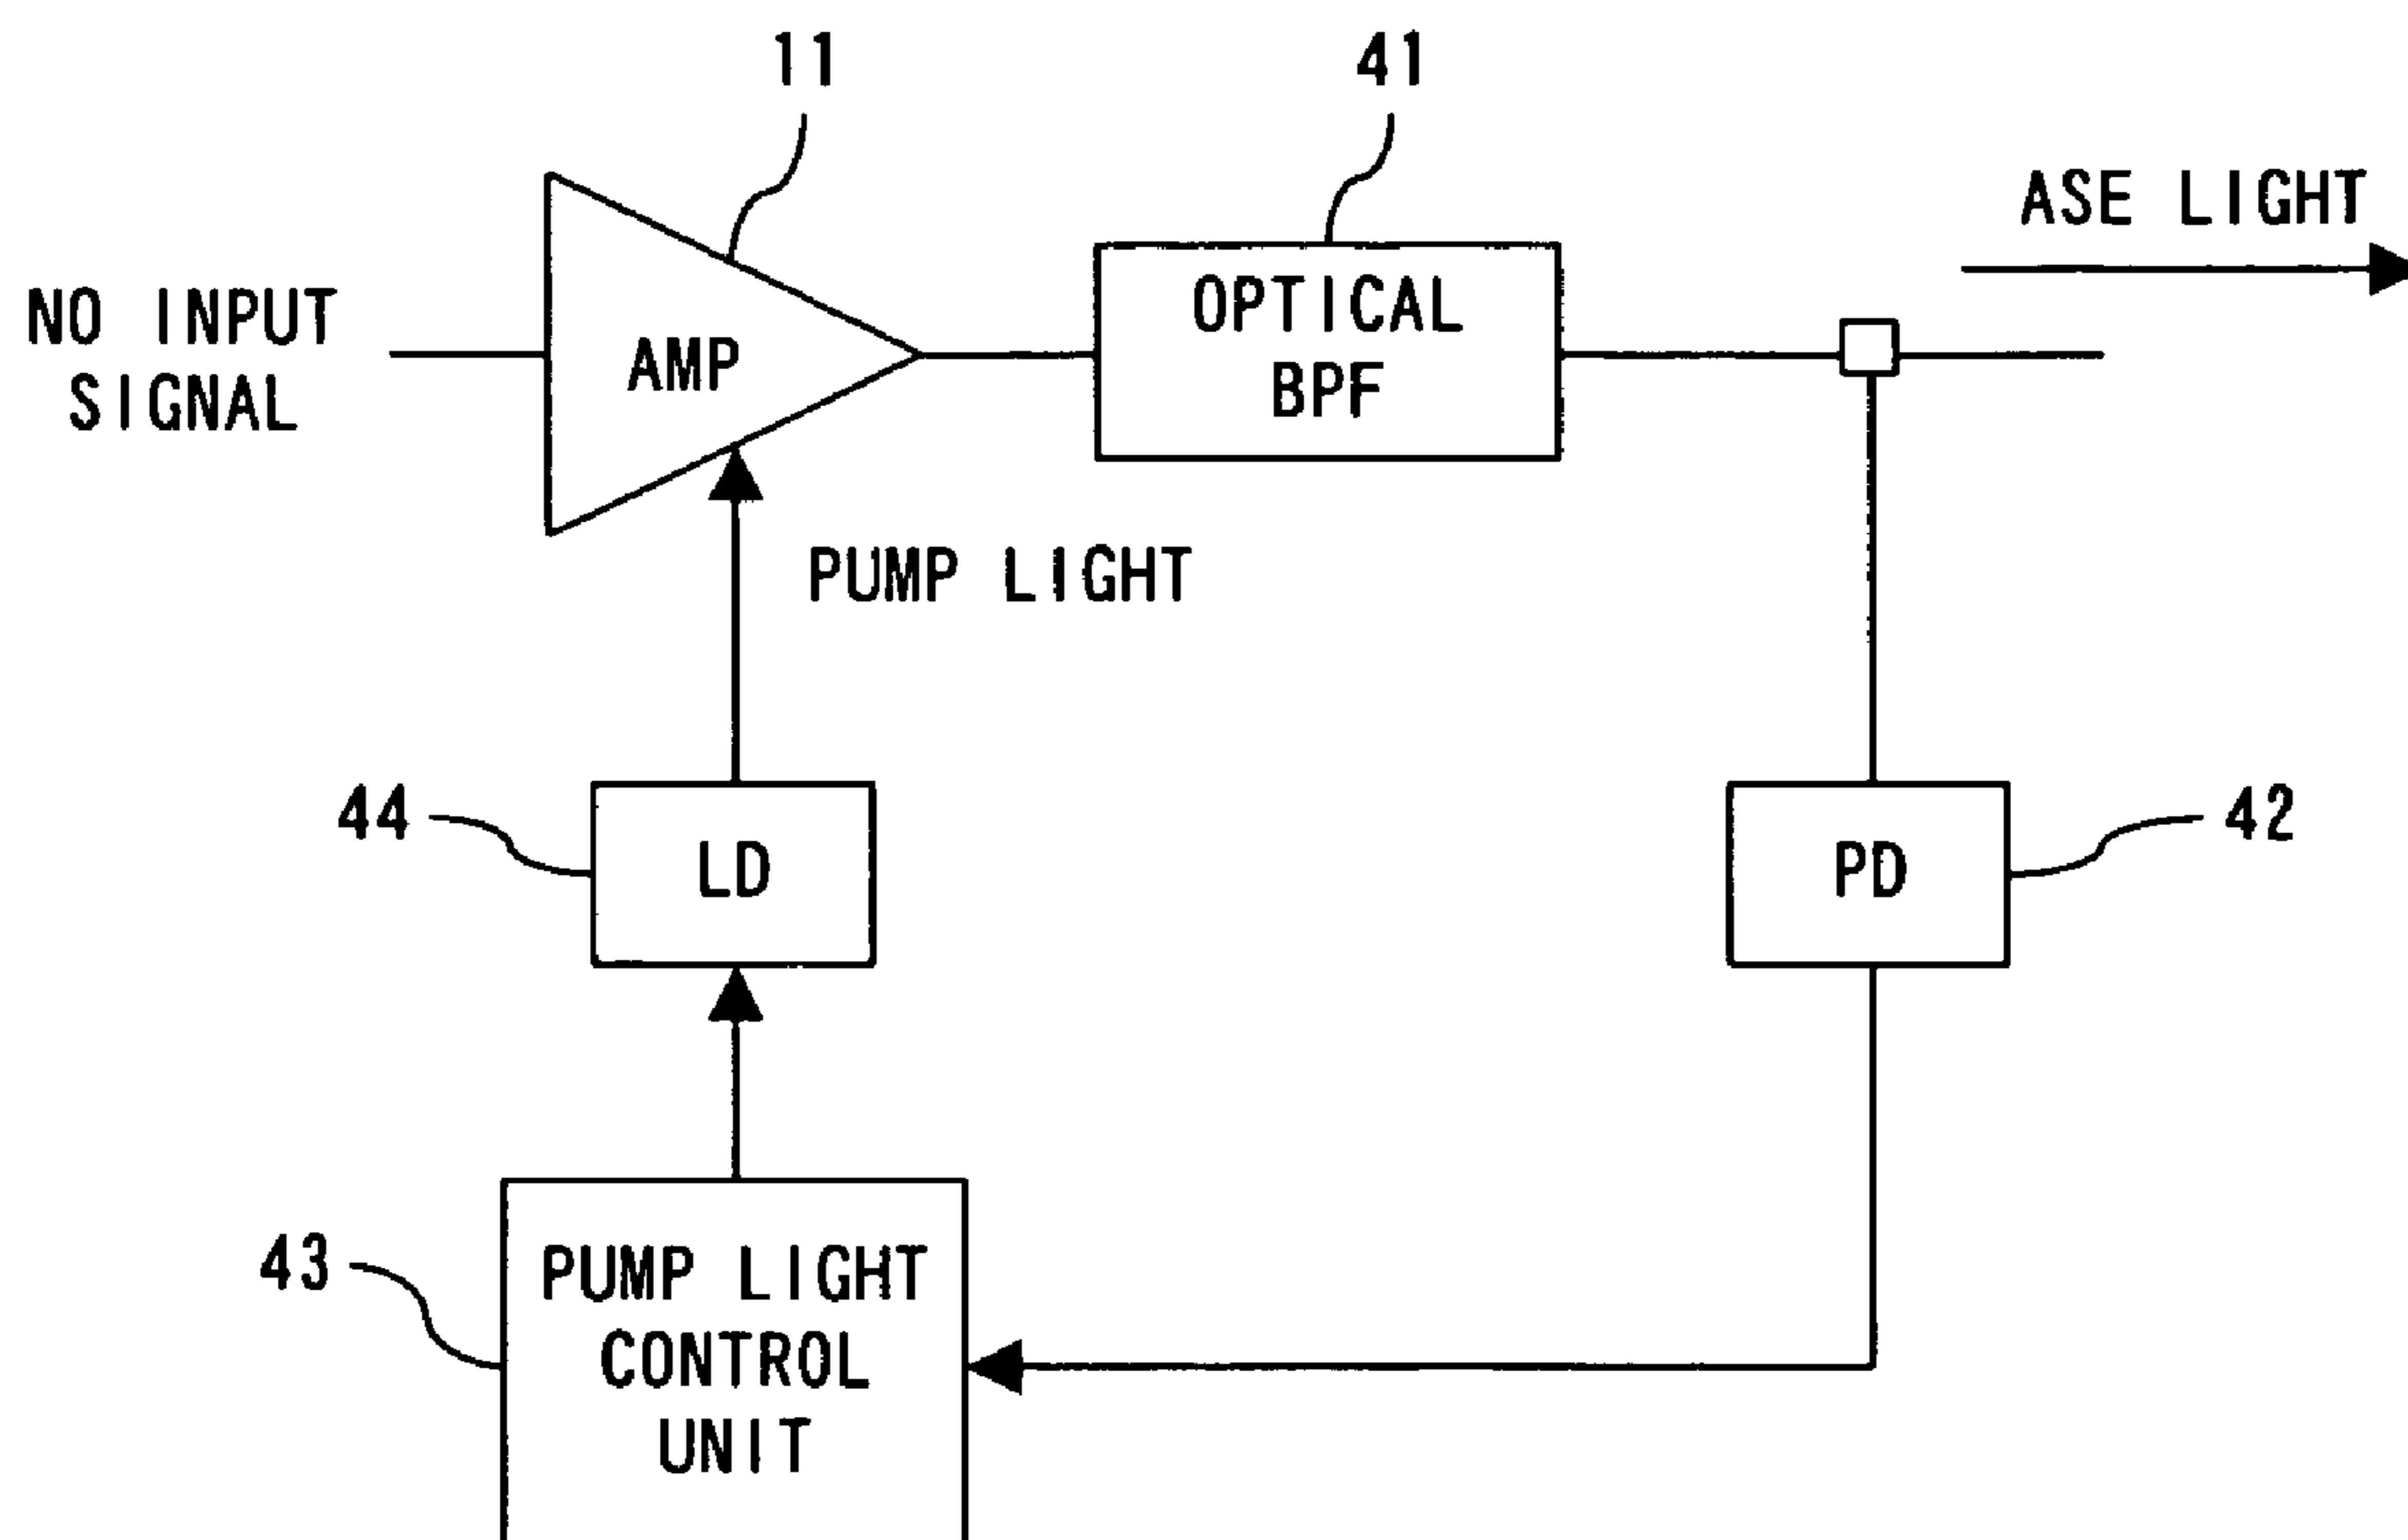 11
41
ASE LIGHT
NO INPUT
SIGNAL
AMP
OPTICAL
BPF
PUMP LIGHT
44
LD
PD
42
43
PUMP LIGHT
CONTROL
UNIT